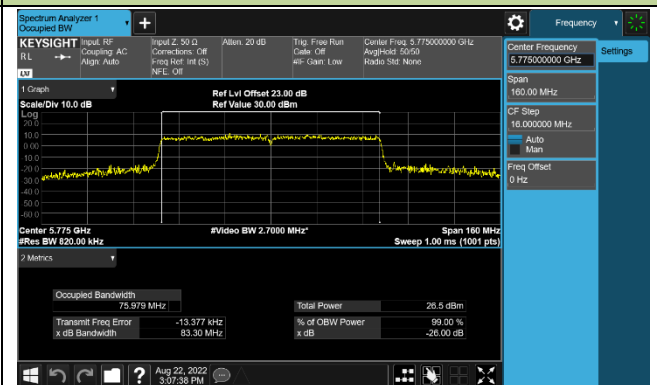 Spectrum Analyzer 1
Occupied BW
+
Frequency
KEYSIGHT
RL
LXI
Input: RF
Coupling: AC
Align: Auto
Input Z: 50 Ω
Corrections: Off
Freq Ref: Int (S)
NFE: Off
Atten: 20 dB
Trig: Free Run
Gate: Off
#IF Gain: Low
Center Freq: 5.775000000 GHz
Avg|Hold: 50/50
Radio Std: None
Center Frequency
5.775000000 GHz
Settings
Span
160.00 MHz
CF Step
16.000000 MHz
Auto
Man
Freq Offset
0 Hz
1 Graph
Scale/Div 10.0 dB
Ref Lvl Offset 23.00 dB
Ref Value 30.00 dBm
Log
20.0
10.0
0.00
-10.0
-20.0
-30.0
-40.0
-50.0
-60.0
Center 5.775 GHz
#Video BW 2.7000 MHz*
Span 160 MHz
#Res BW 820.00 kHz
Sweep 1.00 ms (1001 pts)
2 Metrics
Occupied Bandwidth
75.979 MHz
Total Power 26.5 dBm
Transmit Freq Error -13.377 kHz
% of OBW Power 99.00 %
x dB Bandwidth 83.30 MHz
x dB -26.00 dB
?
Aug 22, 2022
3:07:38 PM